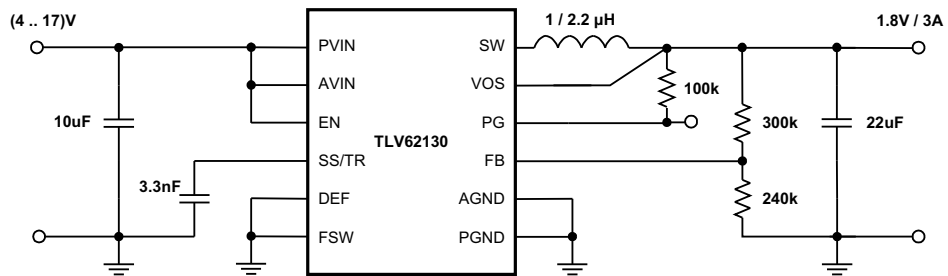 (4 .. 17)V
1 / 2.2 µH
1.8V / 3A
PVIN
SW
AVIN
VOS
100k
10uF
EN
PG
300k
22uF
TLV62130
SS/TR
FB
3.3nF
240k
DEF
AGND
FSW
PGND